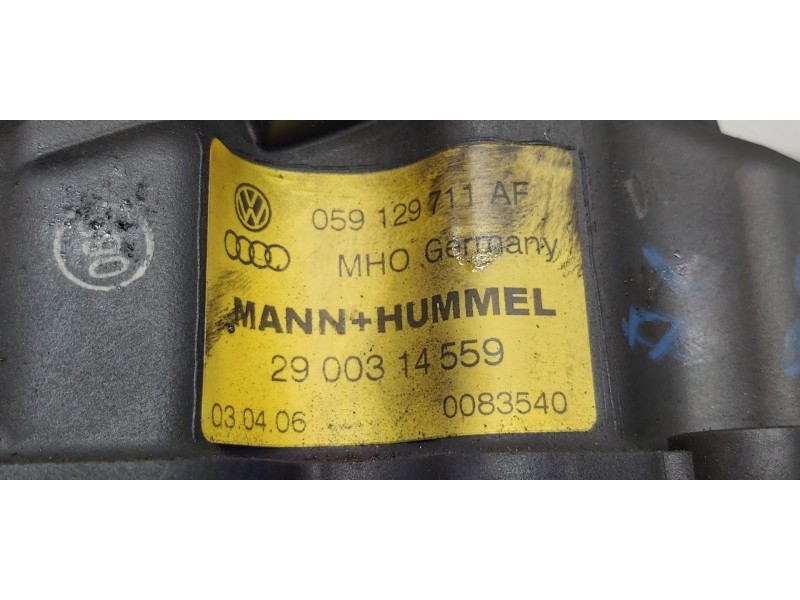 059 129 711 AF
MHO Germany
MANN+HUMMEL
29 003 14 559
03.04.06
0083540